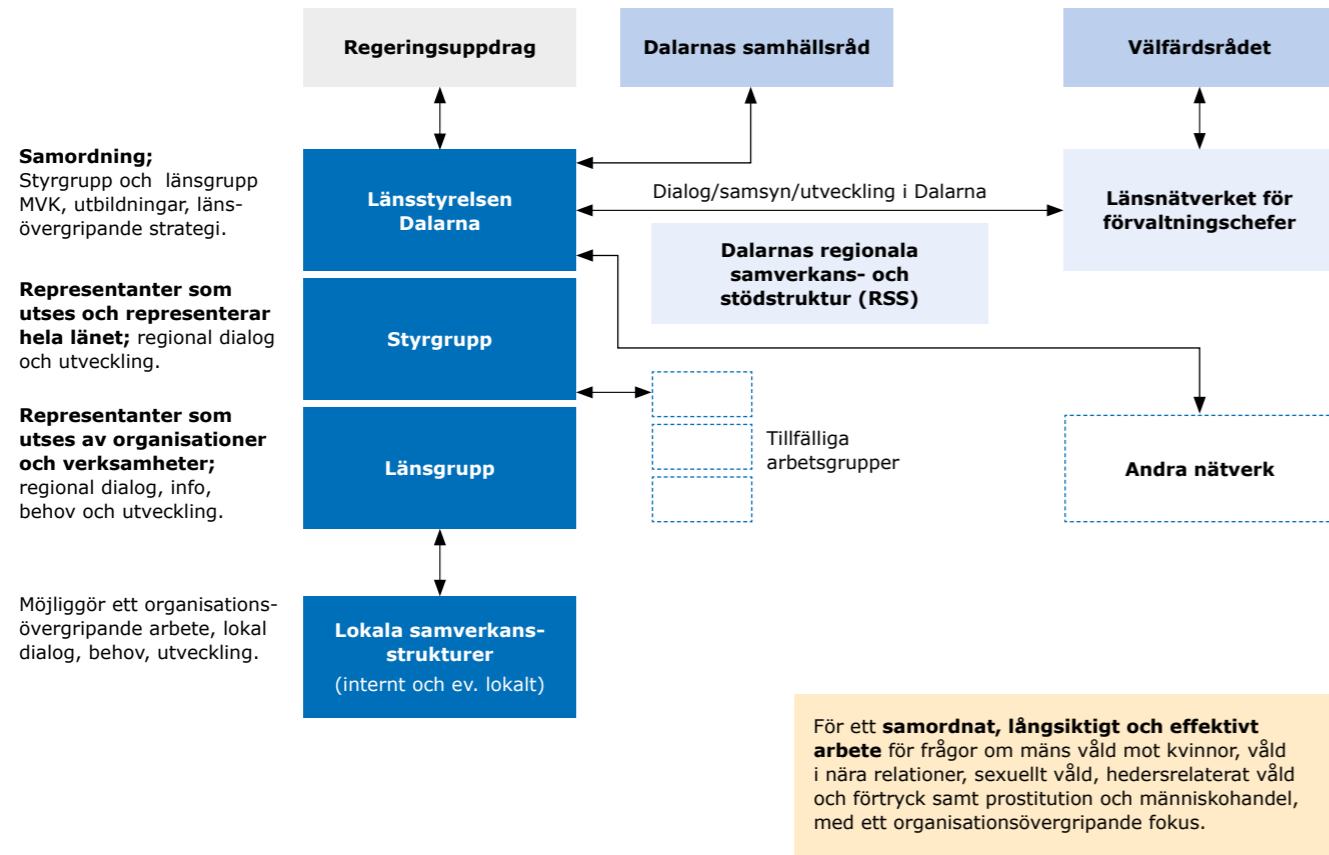 Regeringsuppdrag
Dalarnas samhällsråd
Välfärdsrådet
Samordning;
Styrgrupp och länsgrupp
MVK, utbildningar, läns-
övergripande strategi.
Länsstyrelsen
Dalarna
Dialog/samsyn/utveckling i Dalarna
Länsnätverket för
förvaltningschefer
Dalarnas regionala
samverkans- och
stödstruktur (RSS)
Representanter som
utses och representerar
hela länet; regional dialog
och utveckling.
Styrgrupp
Representanter som
utses av organisationer
och verksamheter;
regional dialog, info,
behov och utveckling.
Länsgrupp
Tillfälliga
arbetsgrupper
Andra nätverk
Möjliggör ett organisations-
övergripande arbete, lokal
dialog, behov, utveckling.
Lokala samverkans-
strukturer
(internt och ev. lokalt)
För ett samordnat, långsiktigt och effektivt
arbete för frågor om mäns våld mot kvinnor, våld
i nära relationer, sexuellt våld, hedersrelaterat våld
och förtryck samt prostitution och människohandel,
med ett organisationsövergripande fokus.